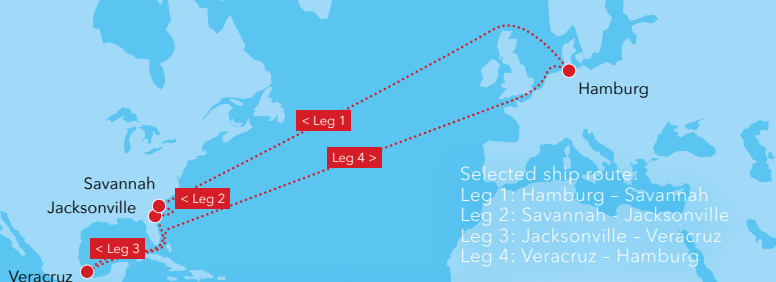 Hamburg
< Leg 1
Leg 4 >
Savannah
< Leg 2
Jacksonville
< Leg 3
Veracruz
Selected ship route:
Leg 1: Hamburg – Savannah
Leg 2: Savannah - Jacksonville
Leg 3: Jacksonville – Veracruz
Leg 4: Veracruz – Hamburg